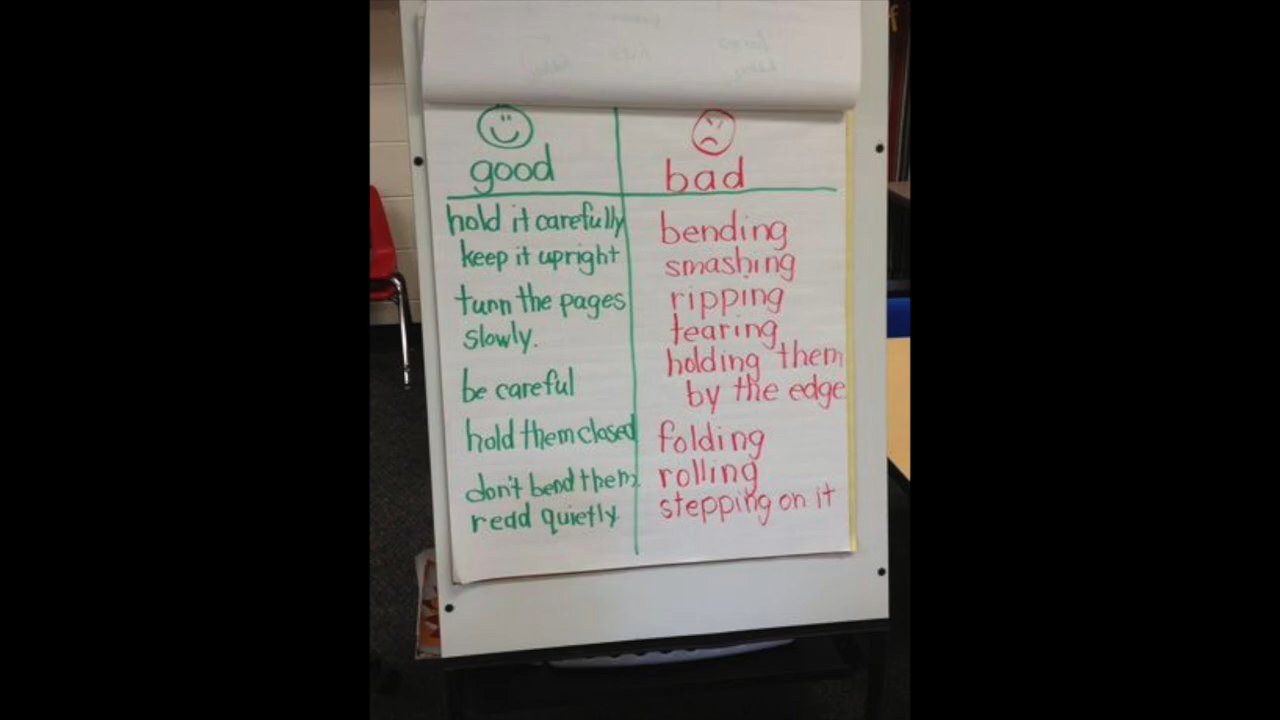 good
hold it carefully
keep it upright
turn the pages
slowly.
be careful
hold them closed
don't bend them
read quietly
bad
bending
smashing
ripping
tearing
holding them
by the edge
folding
rolling
stepping on it